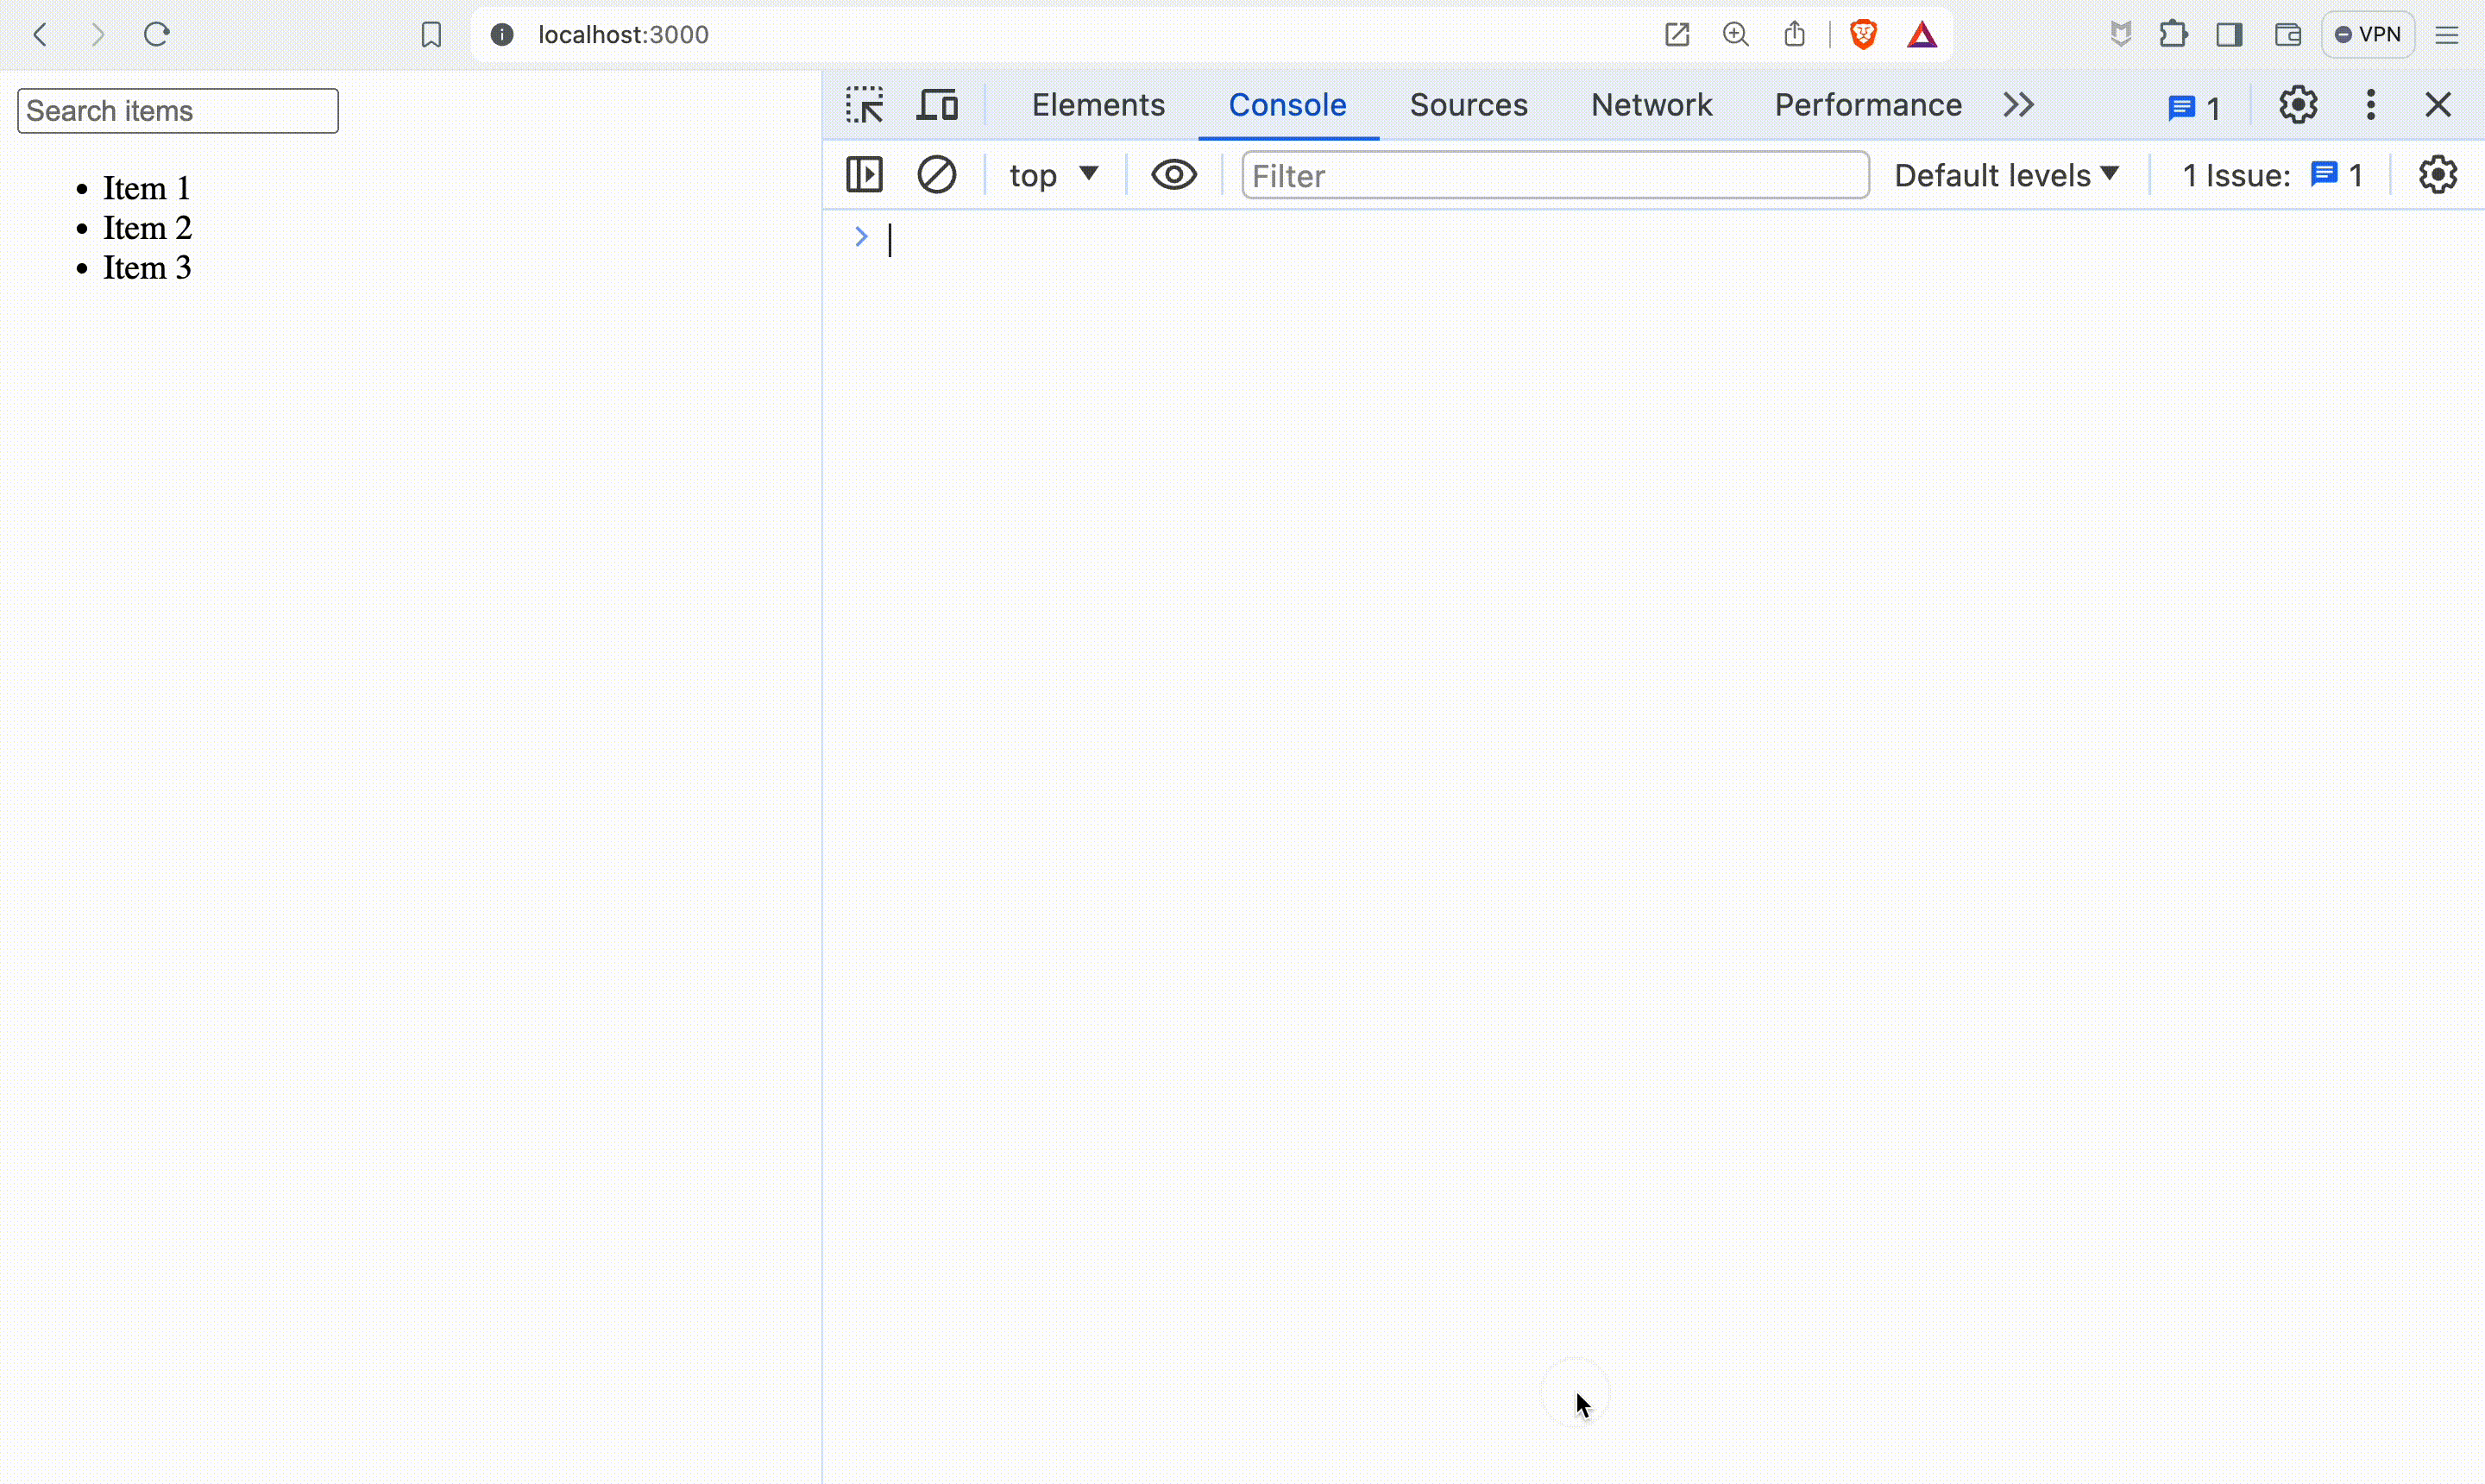 localhost:3000
VPN
Search items
Item 1
Item 2
Item 3
Elements Console Sources Network Performance 1
top Filter Default levels 1 Issue: 1